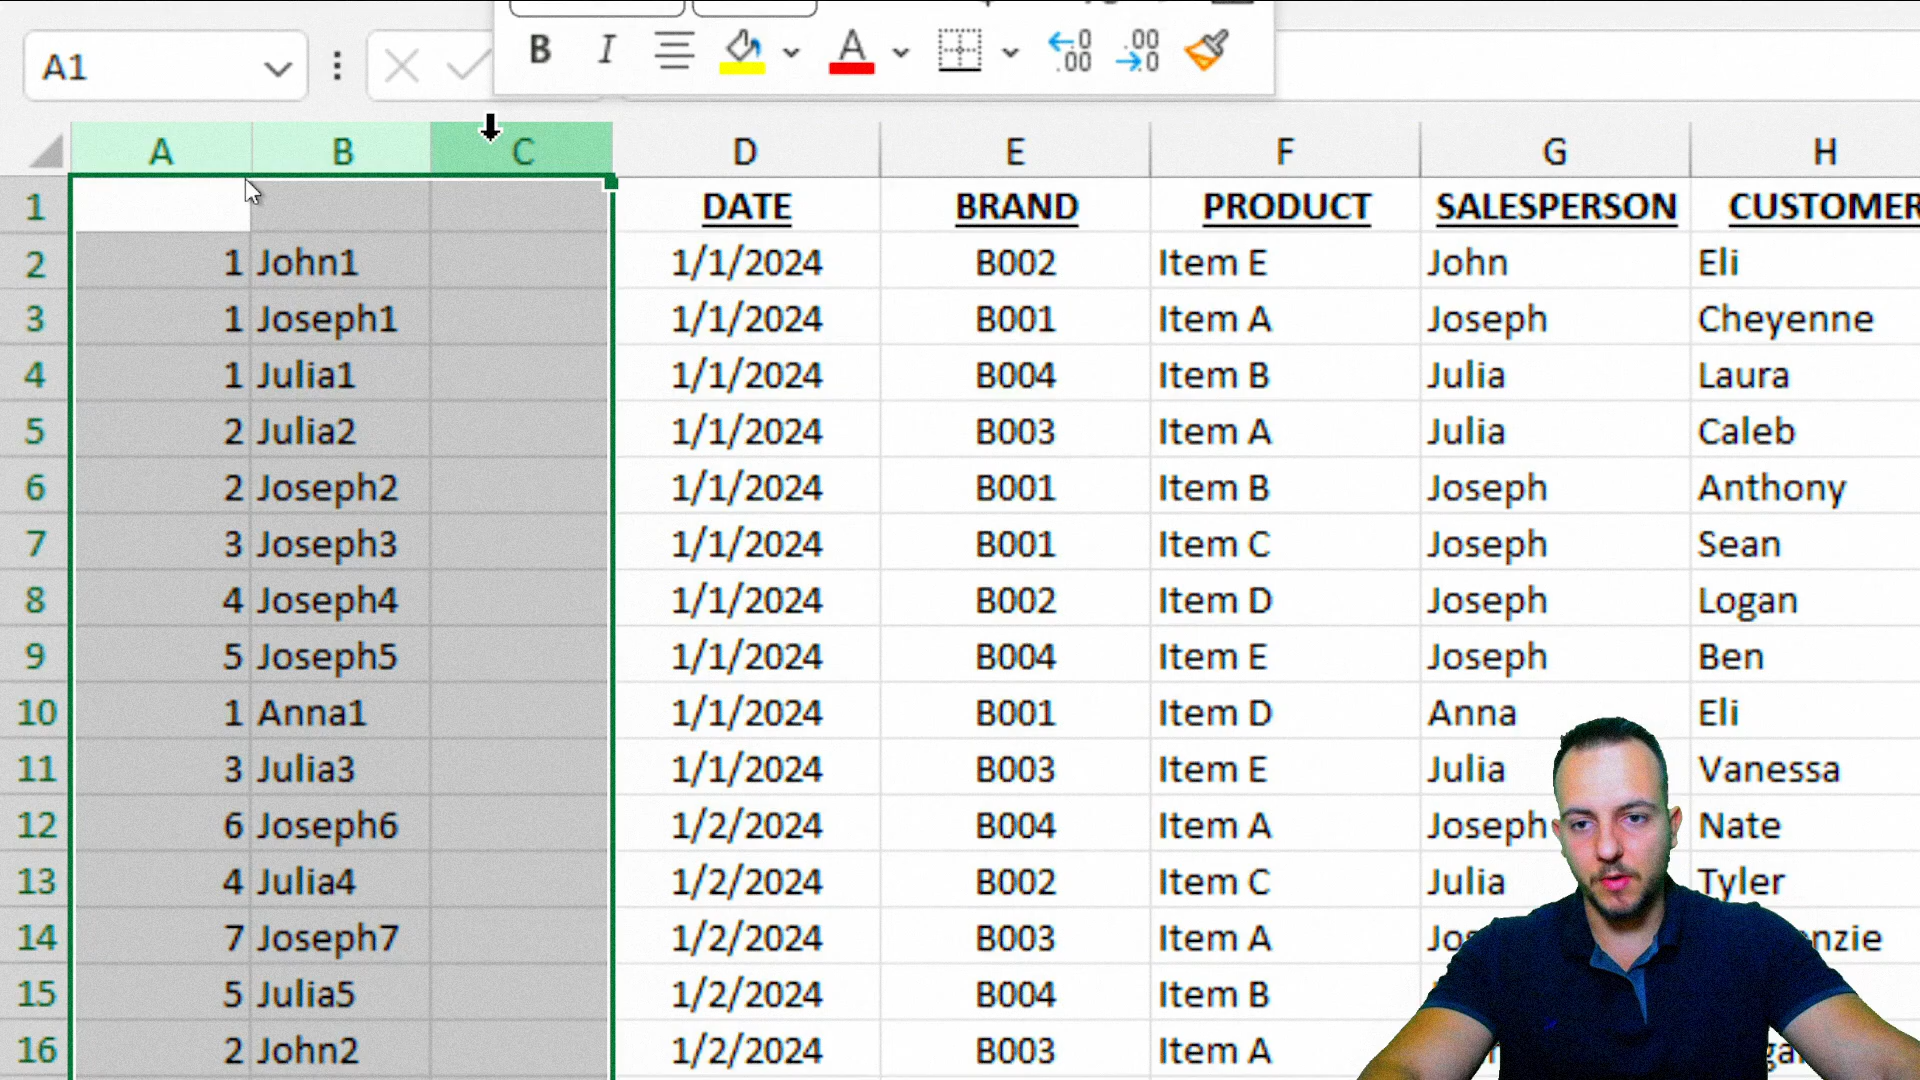 A1
B I A
A B C D E F G H
1 DATE BRAND PRODUCT SALESPERSON CUSTOMER
2 1 John1 1/1/2024 B002 Item E John Eli
3 1 Joseph1 1/1/2024 B001 Item A Joseph Cheyenne
4 1 Julia1 1/1/2024 B004 Item B Julia Laura
5 2 Julia2 1/1/2024 B003 Item A Julia Caleb
6 2 Joseph2 1/1/2024 B001 Item B Joseph Anthony
7 3 Joseph3 1/1/2024 B001 Item C Joseph Sean
8 4 Joseph4 1/1/2024 B002 Item D Joseph Logan
9 5 Joseph5 1/1/2024 B004 Item E Joseph Ben
10 1 Anna1 1/1/2024 B001 Item D Anna Eli
11 3 Julia3 1/1/2024 B003 Item E Julia Vanessa
12 6 Joseph6 1/2/2024 B004 Item A Joseph Nate
13 4 Julia4 1/2/2024 B002 Item C Julia Tyler
14 7 Joseph7 1/2/2024 B003 Item A
15 5 Julia5 1/2/2024 B004 Item B
16 2 John2 1/2/2024 B003 Item A